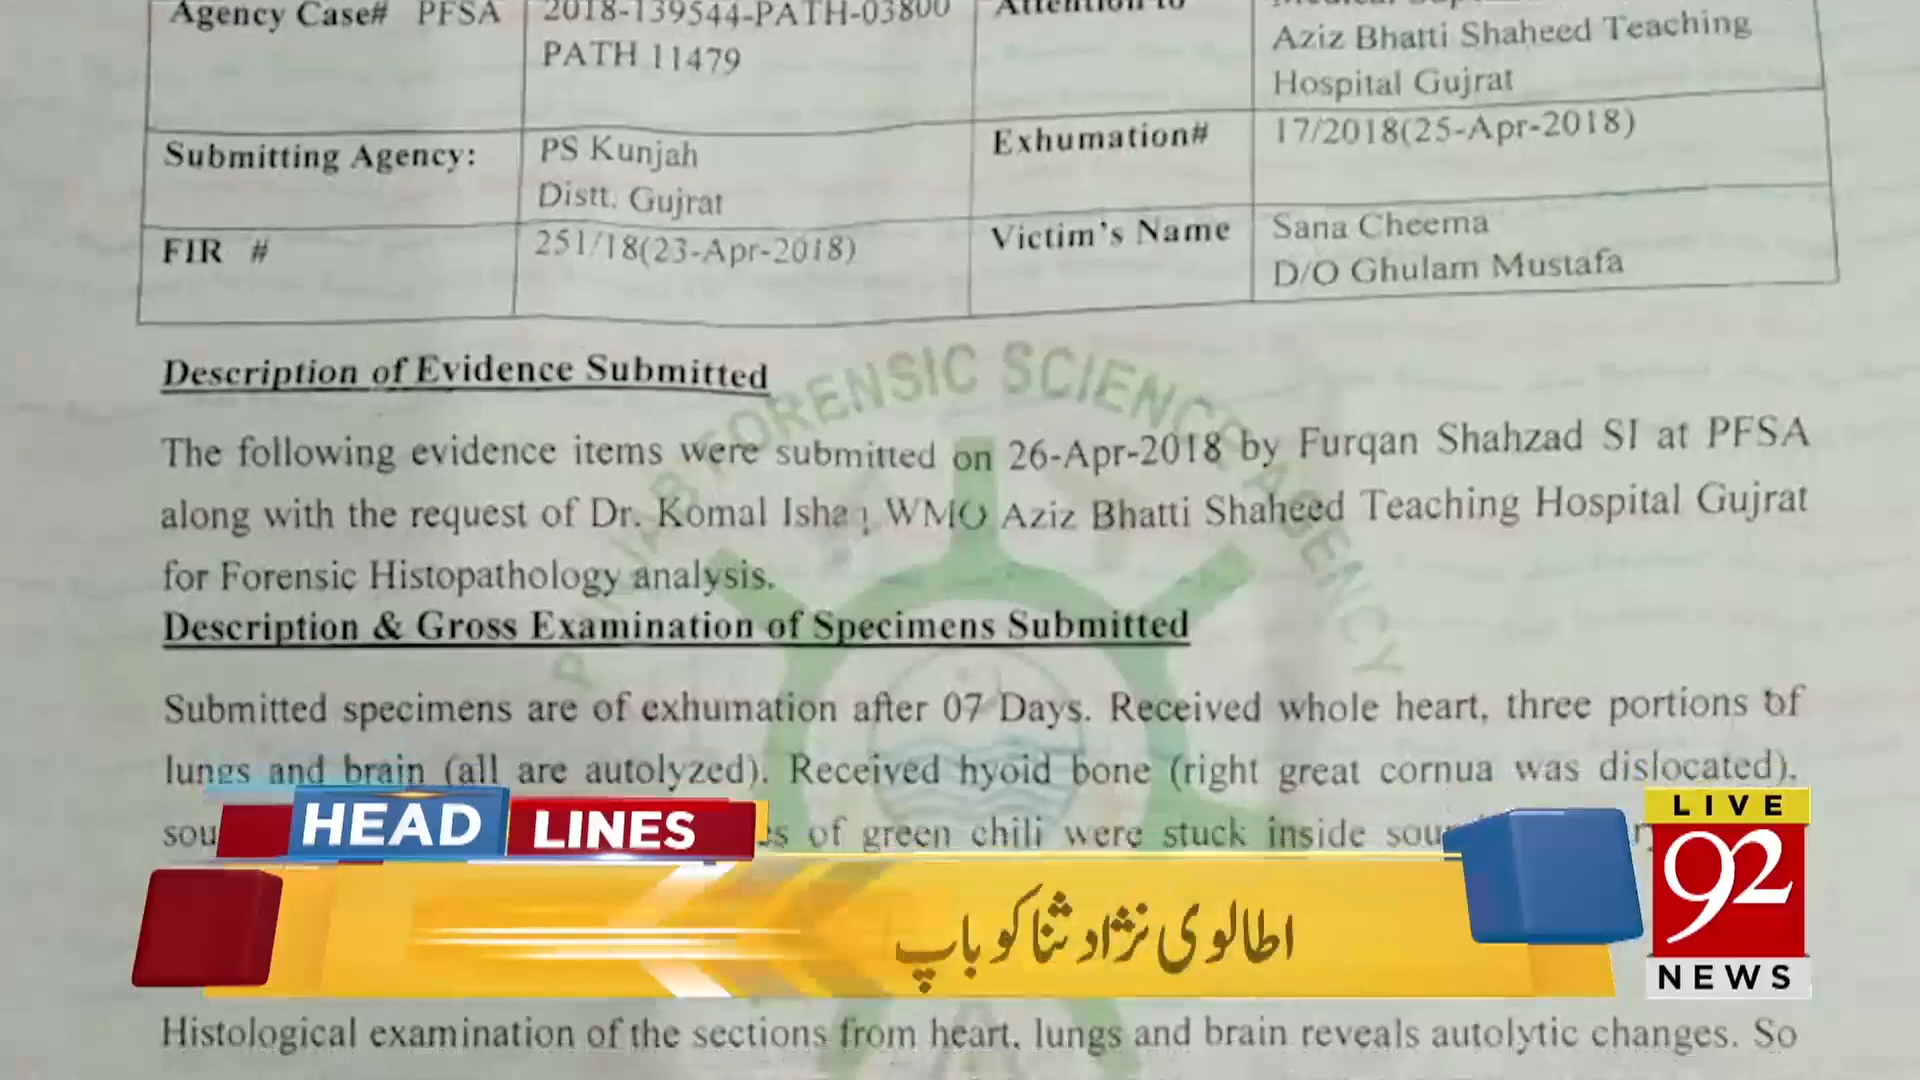 Agency Case# PFSA
2018-139544-PATH-03800
PATH 11479
Attention to
Aziz Bhatti Shaheed Teaching
Hospital Gujrat
Submitting Agency:
PS Kunjah
Distt. Gujrat
Exhumation#
17/2018(25-Apr-2018)
FIR #
251/18(23-Apr-2018)
Victim's Name
Sana Cheema
D/O Ghulam Mustafa
Description of Evidence Submitted
The following evidence items were submitted on 26-Apr-2018 by Furqan Shahzad SI at PFSA
along with the request of Dr. Komal Ishaq WMO Aziz Bhatti Shaheed Teaching Hospital Gujrat
for Forensic Histopathology analysis.
Description & Gross Examination of Specimens Submitted
Submitted specimens are of exhumation after 07 Days. Received whole heart, three portions of
lungs and brain (all are autolyzed). Received hyoid bone (right great cornua was dislocated),
of green chili were stuck inside
Histological examination of the sections from heart, lungs and brain reveals autolytic changes. So
PUNJAB FORENSIC SCIENCE AGENCY
HEAD LINES
اطالوی نژاد ثنا کو باپ
LIVE
92
NEWS